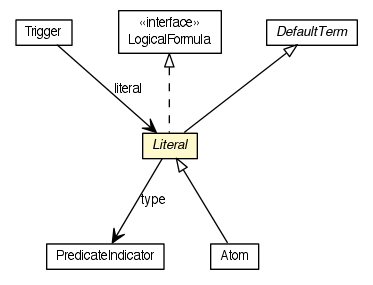 Trigger
«interface»
LogicalFormula
DefaultTerm
literal
Literal
type
PredicateIndicator
Atom